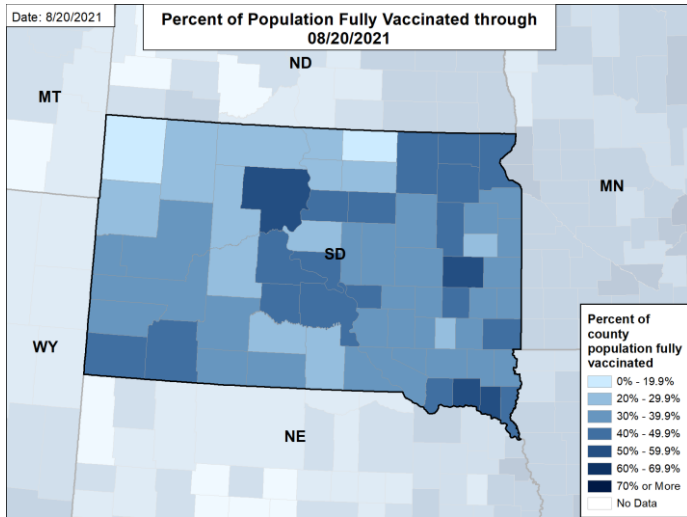 Date: 8/20/2021
Percent of Population Fully Vaccinated through
08/20/2021
ND
MT
MN
SD
WY
NE
Percent of
county
population fully
vaccinated
0% - 19.9%
20% - 29.9%
30% - 39.9%
40% - 49.9%
50% - 59.9%
60% - 69.9%
70% or More
No Data